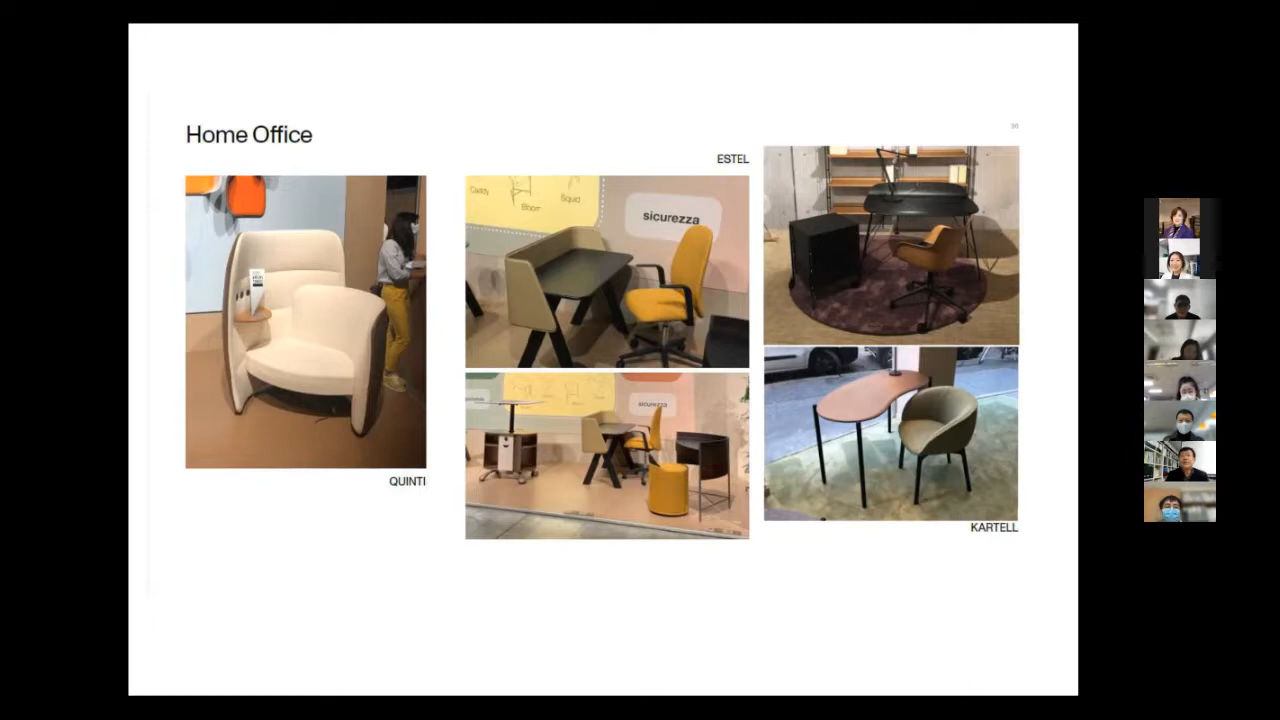 Home Office
ESTEL
Caddy
Bloom
Squid
sicurezza
sicurezza
QUINTI
KARTELL